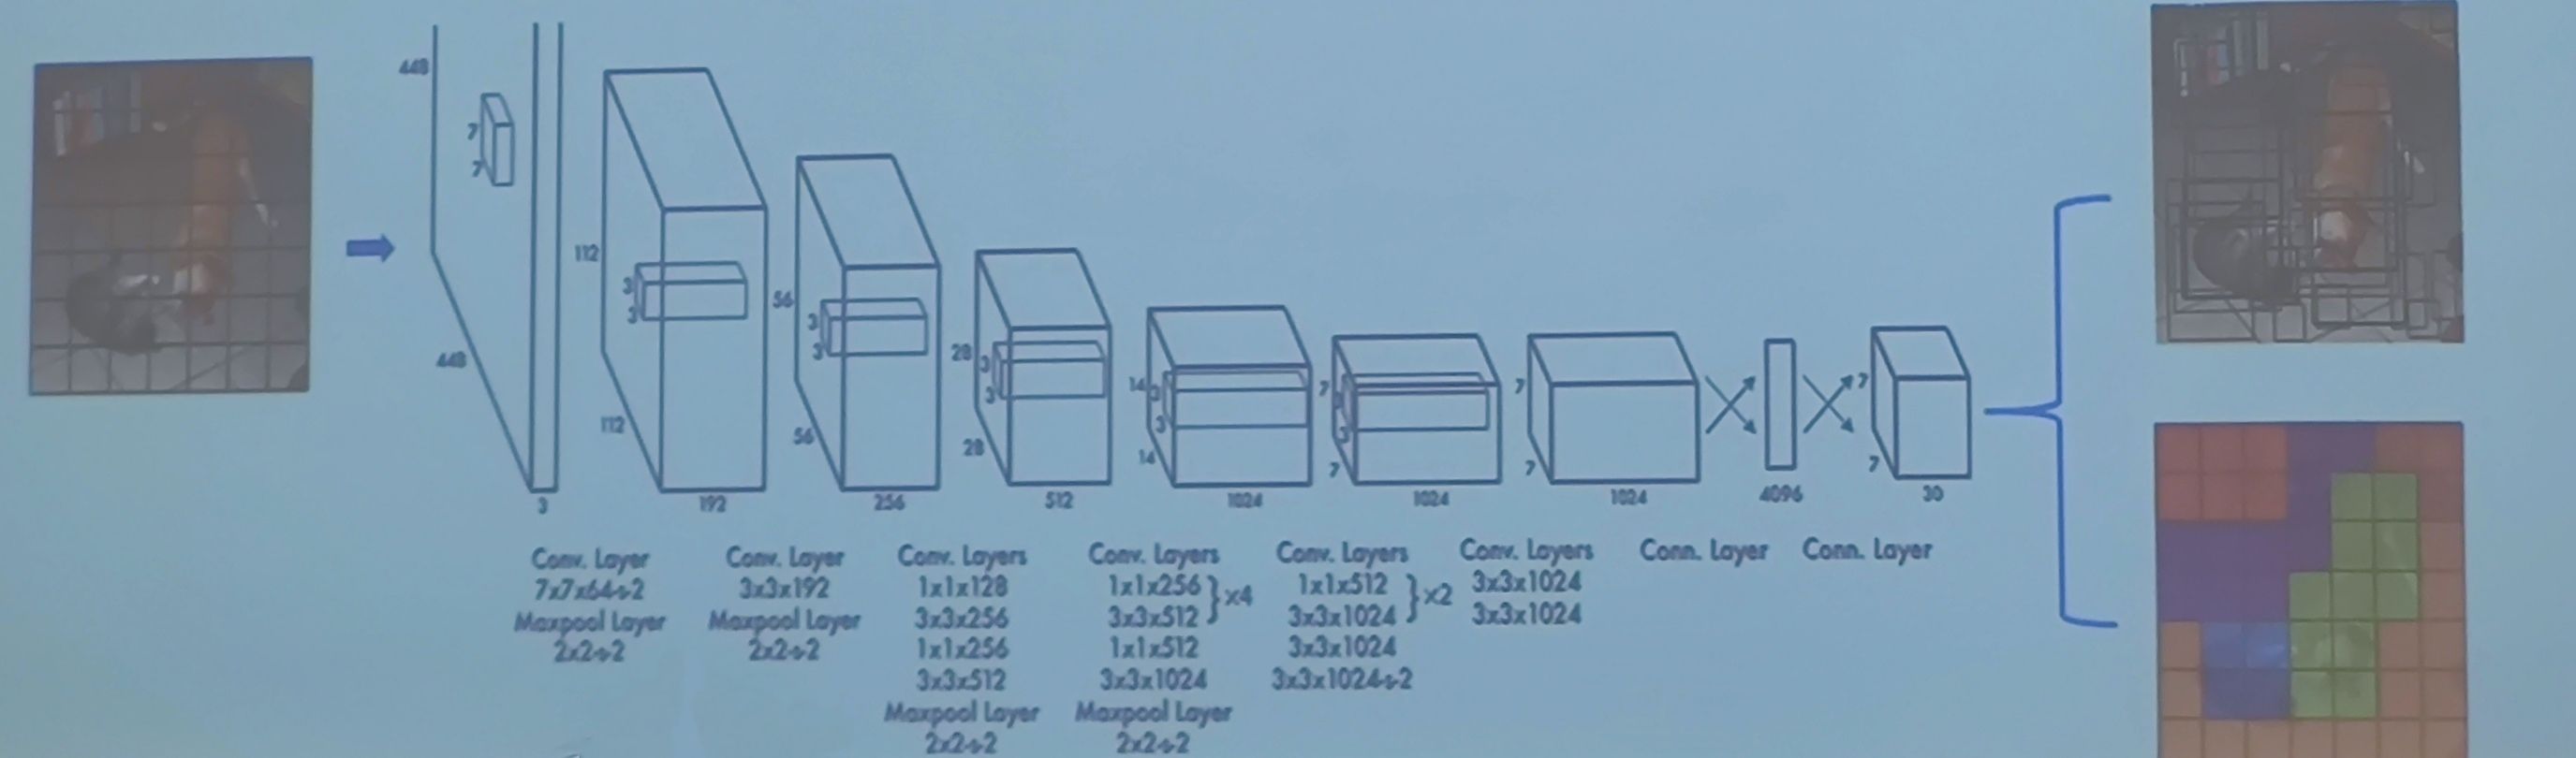 448
7
7
448
3
112
3
3
112
192
56
3
3
56
256
28
3
3
28
512
14
3
3
14
1024
7
3
3
7
1024
7
7
1024
4096
7
7
30
Conv. Layer
7x7x64-s-2
Maxpool Layer
2x2-s-2
Conv. Layer
3x3x192
Maxpool Layer
2x2-s-2
Conv. Layers
1x1x128
3x3x256
1x1x256
3x3x512
Maxpool Layer
2x2-s-2
Conv. Layers
1x1x256
3x3x512 }x4
1x1x512
3x3x1024
Maxpool Layer
2x2-s-2
Conv. Layers
1x1x512
3x3x1024 }x2
3x3x1024
3x3x1024-s-2
Conv. Layers
3x3x1024
3x3x1024
Conn. Layer
Conn. Layer